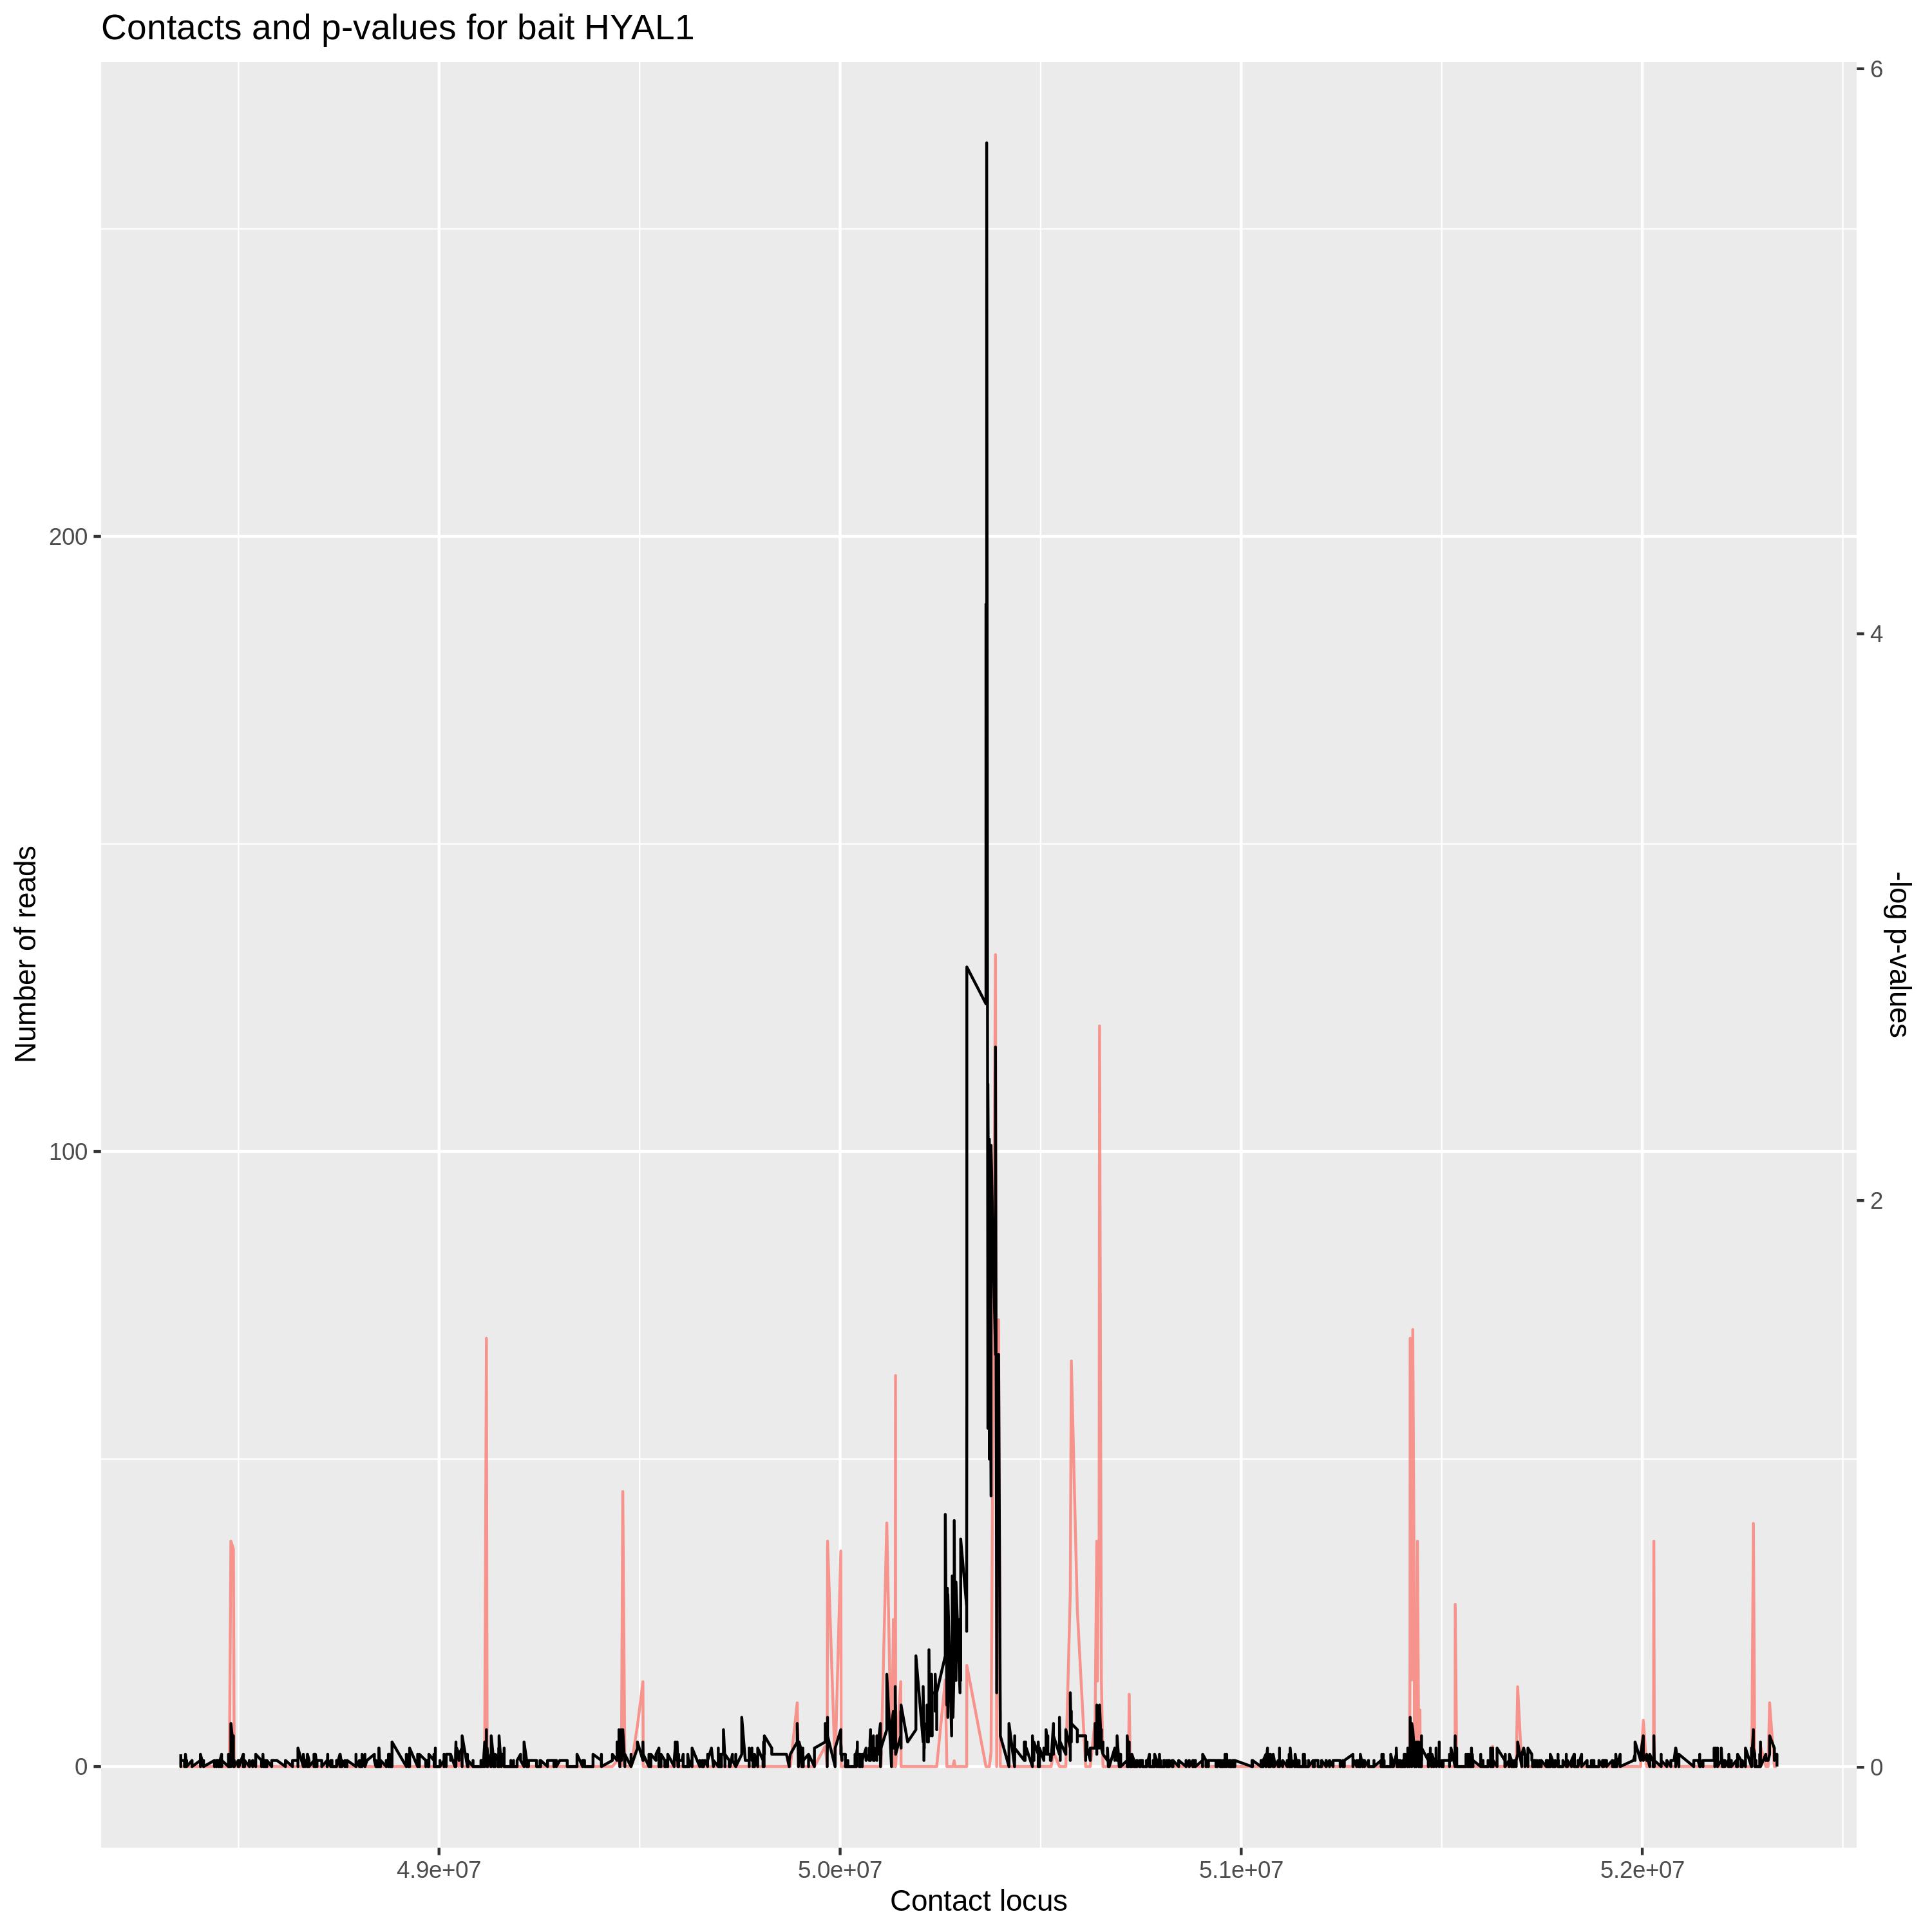 Contacts and p-values for bait HYAL1
6
200
4
Number of reads
-log p-values
100
2
0
0
4.9e+07
5.0e+07
5.1e+07
5.2e+07
Contact locus